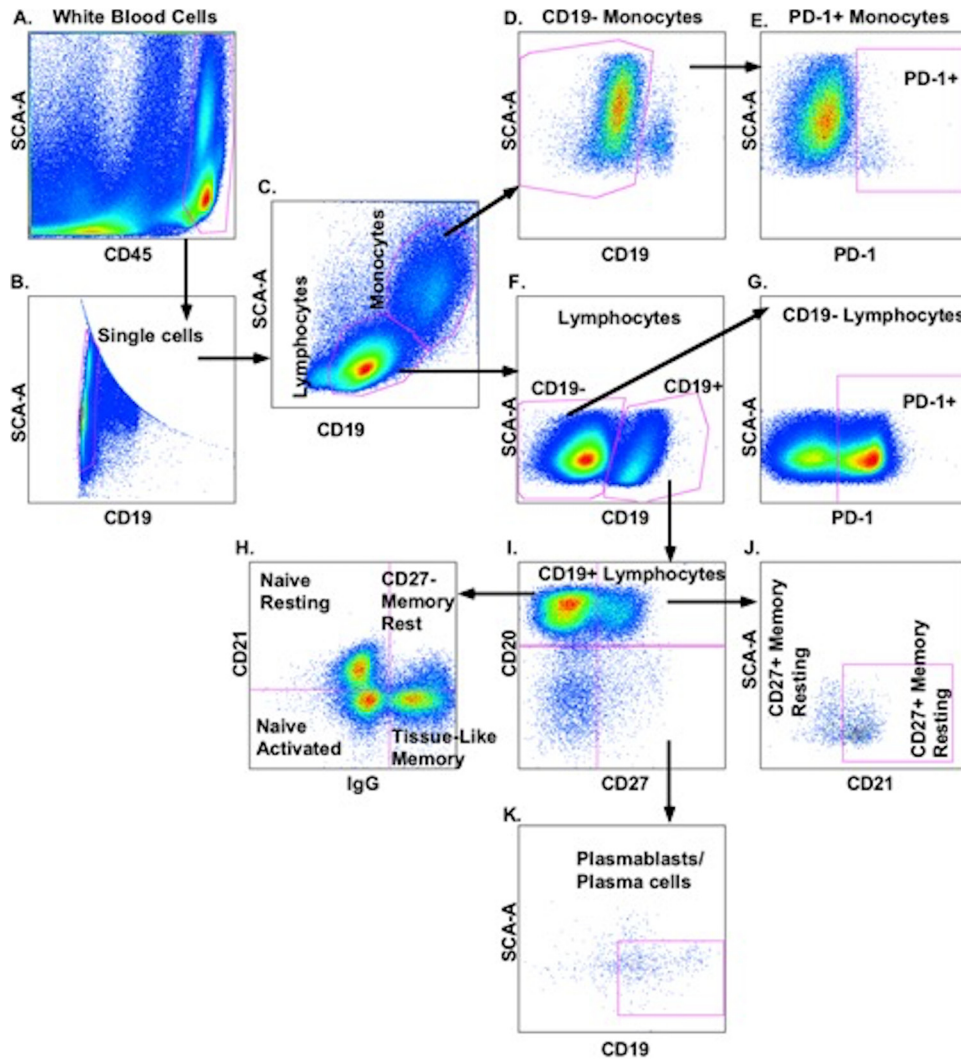 A.
White Blood Cells
SCA-A
CD45
B.
Single cells
SCA-A
CD19
C.
Lymphocytes
Monocytes
SCA-A
CD19
D.
CD19- Monocytes
SCA-A
CD19
E.
PD-1+ Monocytes
PD-1+
SCA-A
PD-1
F.
Lymphocytes
CD19-
CD19+
SCA-A
CD19
G.
CD19- Lymphocytes
PD-1+
SCA-A
PD-1
H.
Naive
Resting
CD27-
Memory
Rest
CD21
Naive
Activated
Tissue-Like
Memory
IgG
I.
CD19+ Lymphocytes
CD20
CD27
J.
SCA-A
CD27+ Memory
Resting
CD27+ Memory
Resting
CD21
K.
Plasmablasts/
Plasma cells
SCA-A
CD19